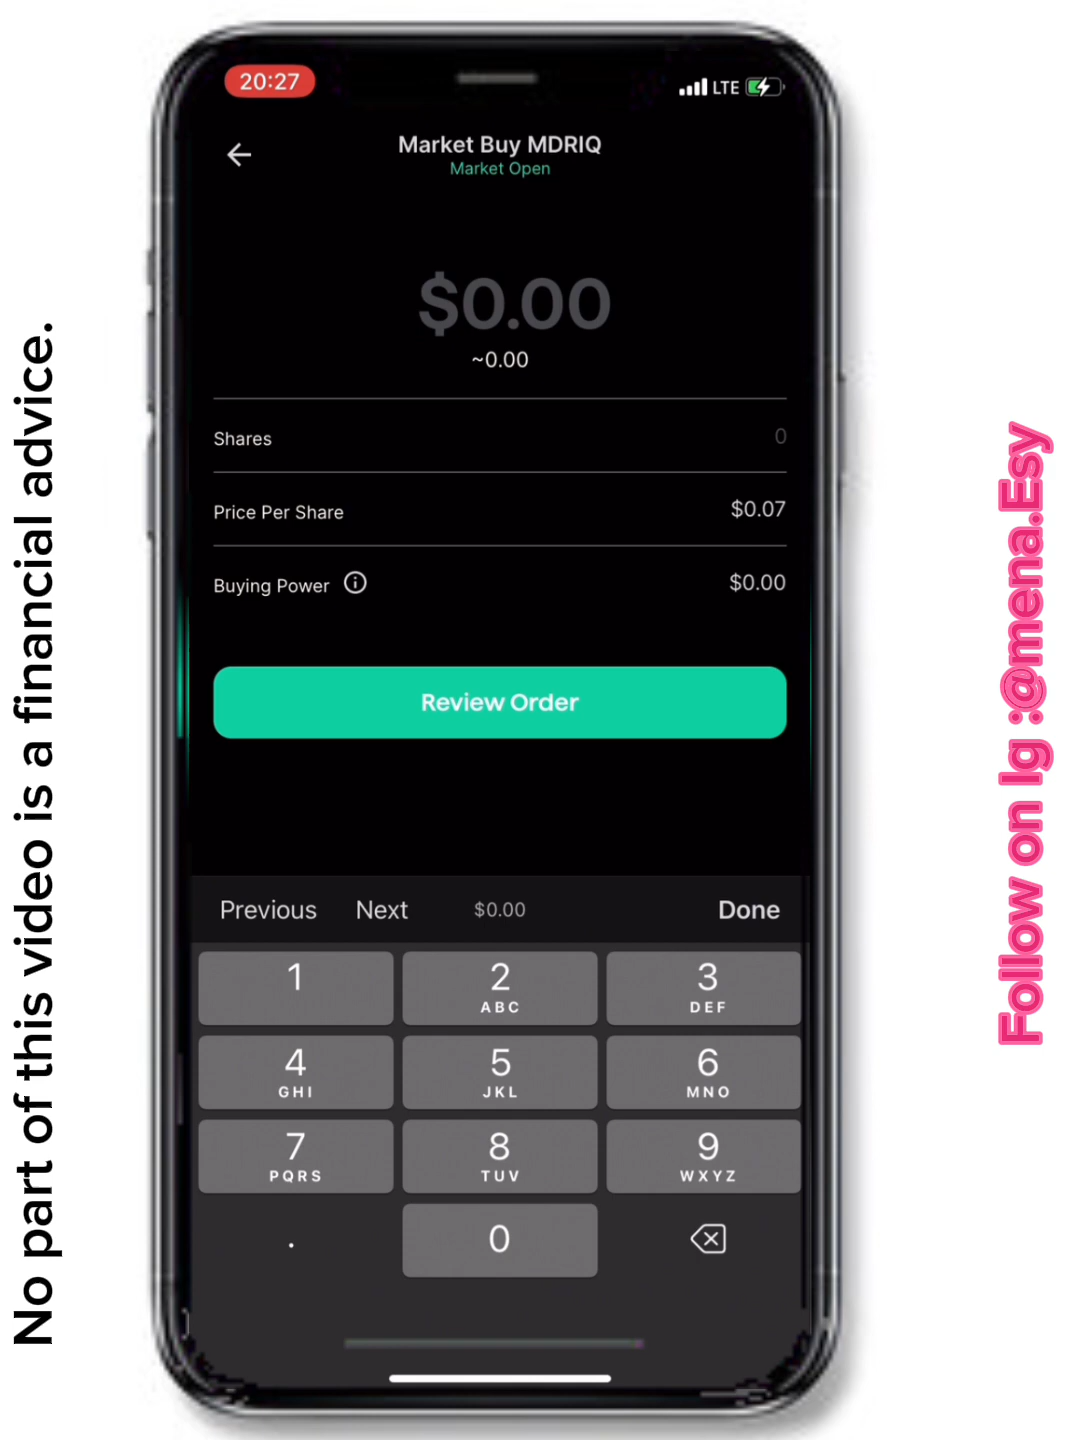 No part of this video is a financial advice.
20:27
LTE
Market Buy MDRIQ
Market Open
$0.00
~0.00
Shares 0
Price Per Share $0.07
Buying Power $0.00
Review Order
Previous Next $0.00 Done
1 2 3
ABC DEF
4 5 6
GHI JKL MNO
7 8 9
PQRS TUV WXYZ
. 0
Follow on Ig :@mena.Esy